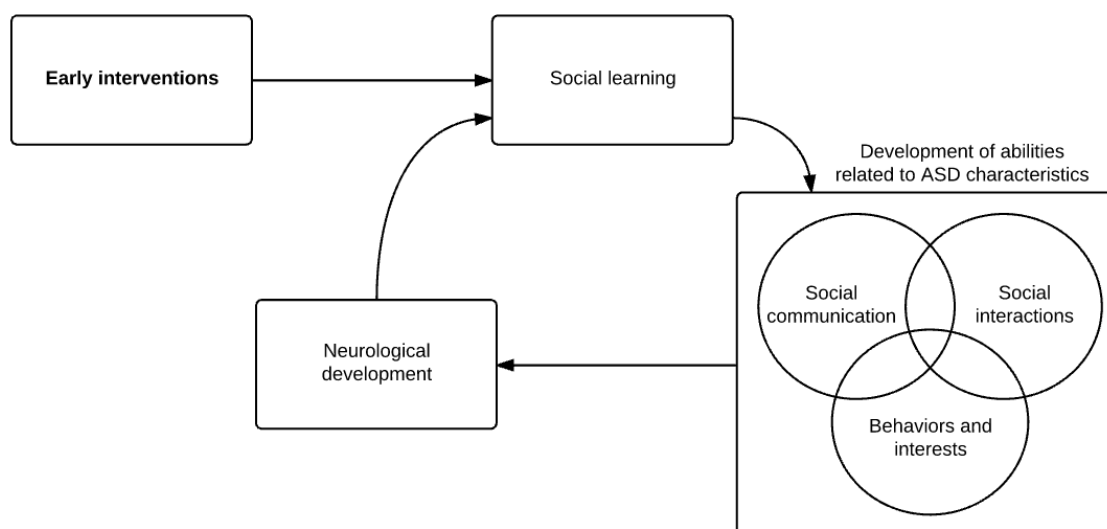 Early interventions
Social learning
Development of abilities
related to ASD characteristics
Social
communication
Social
interactions
Neurological
development
Behaviors and
interests